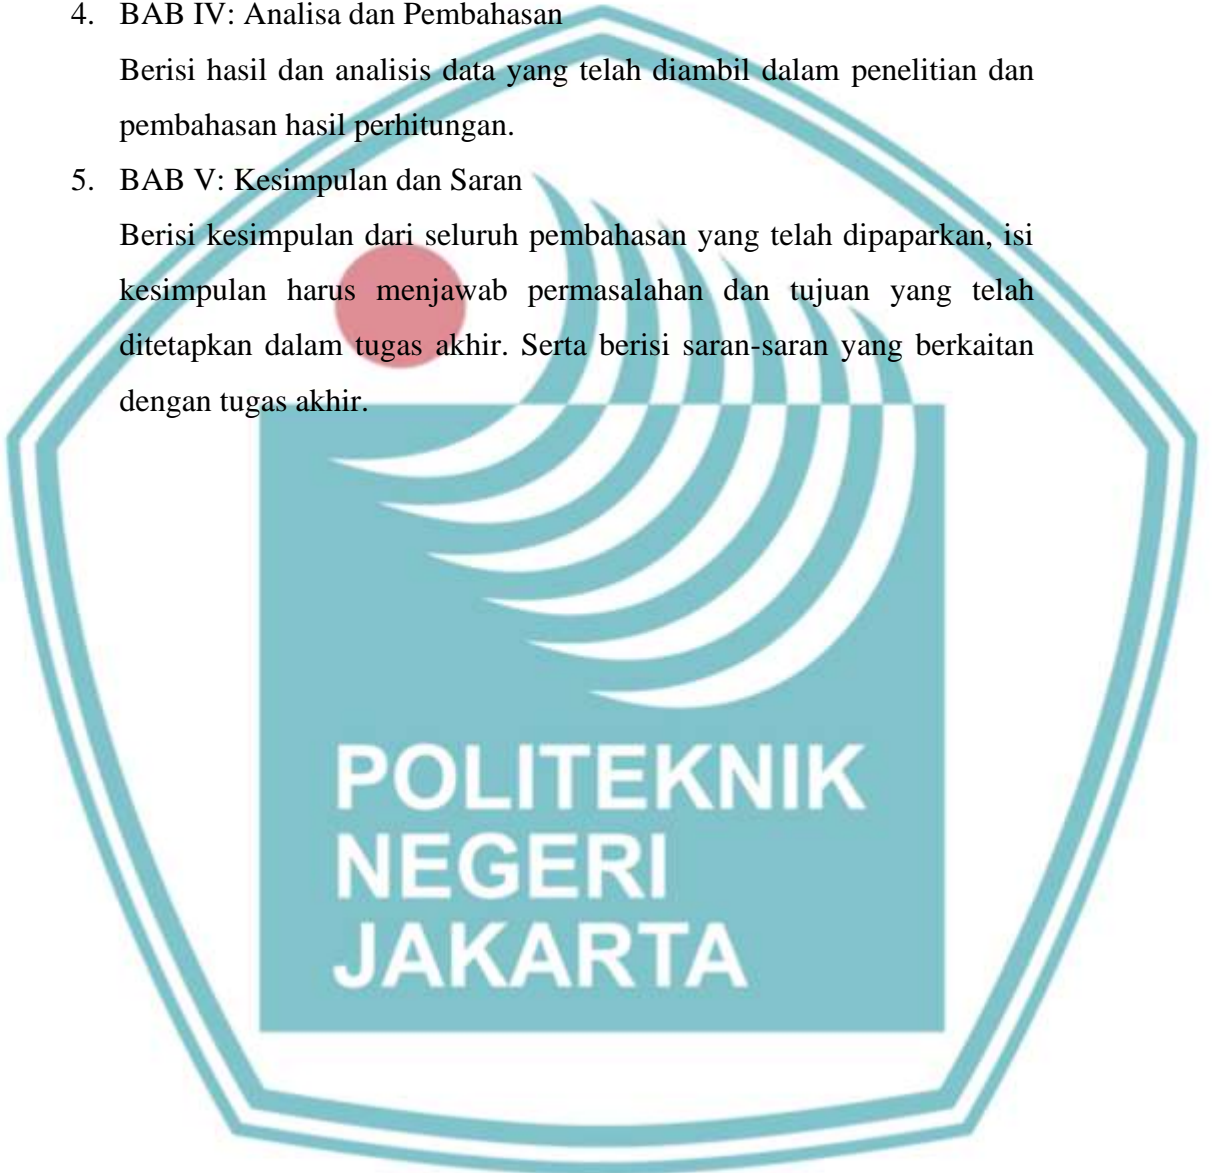 4. BAB IV: Analisa dan Pembahasan
Berisi hasil dan analisis data yang telah diambil dalam penelitian dan
pembahasan hasil perhitungan.
5. BAB V: Kesimpulan dan Saran
Berisi kesimpulan dari seluruh pembahasan yang telah dipaparkan, isi
kesimpulan harus menjawab permasalahan dan tujuan yang telah
ditetapkan dalam tugas akhir. Serta berisi saran-saran yang berkaitan
dengan tugas akhir.
POLITEKNIK
NEGERI
JAKARTA